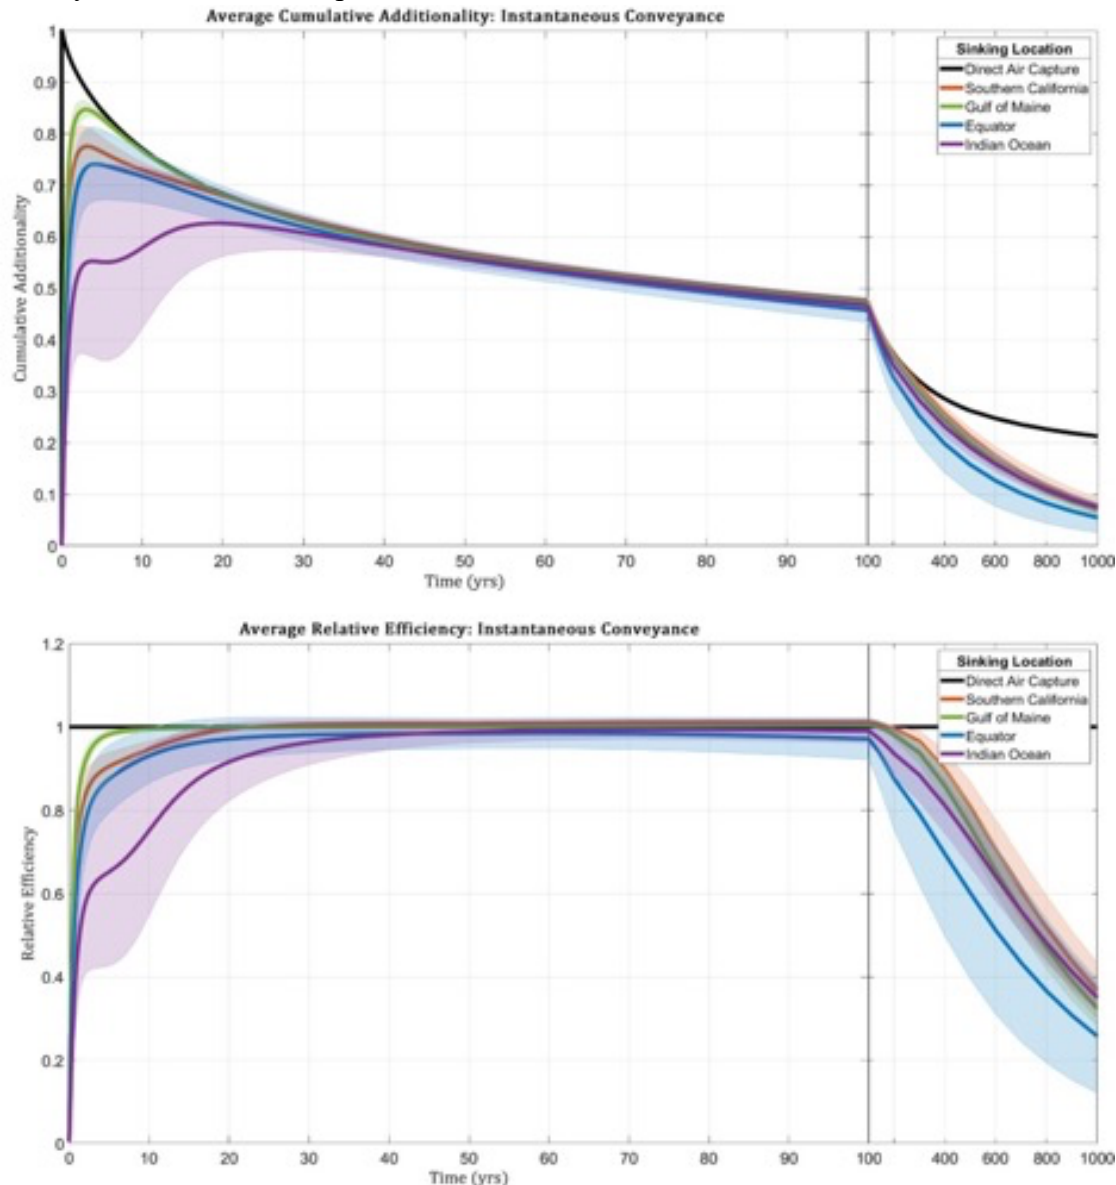 Average Cumulative Additionality: Instantaneous Conveyance
1
0.9
0.8
0.7
0.6
0.5
0.4
0.3
0.2
0.1
0
Cumulative Additionality
Sinking Location
Direct Air Capture
Southern California
Gulf of Maine
Equator
Indian Ocean
0 10 20 30 40 50 60 70 80 90 100 400 600 800 1000
Time (yrs)
Average Relative Efficiency: Instantaneous Conveyance
1.2
1
0.8
0.6
0.4
0.2
0
Relative Efficiency
Sinking Location
Direct Air Capture
Southern California
Gulf of Maine
Equator
Indian Ocean
0 10 20 30 40 50 60 70 80 90 100 400 600 800 1000
Time (yrs)